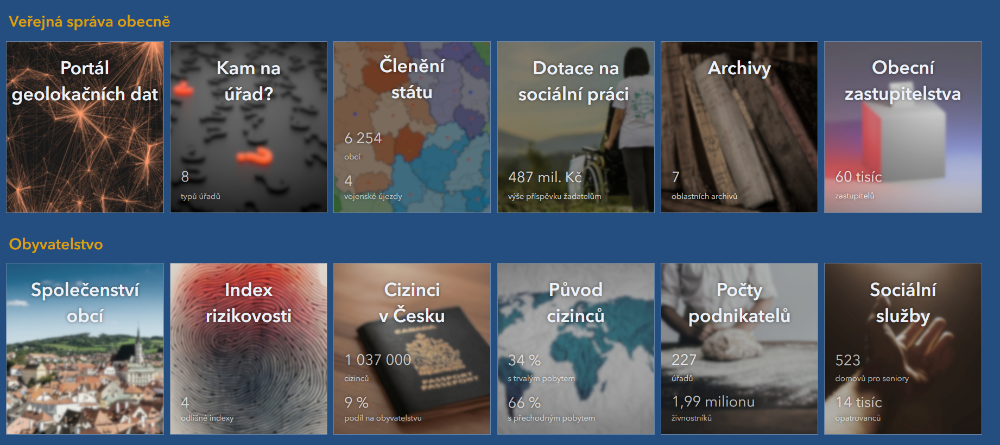 Veřejná správa obecně
Portál
geolokačních dat
Kam na
úřad?
8
typů úřadů
Členění
státu
6 254
obcí
4
vojenské újezdy
Dotace na
sociální práci
487 mil. Kč
výše příspěvku žadatelům
Archivy
7
oblastních archivů
Obecní
zastupitelstva
60 tisíc
zastupitelů
Obyvatelstvo
Společenství
obcí
Index
rizikovosti
4
odlišné indexy
Cizinci
v Česku
CANADA
PASSPORT
PASSEPORT
1 037 000
cizinců
9 %
podíl na obyvatelstvu
Původ
cizinců
34 %
s trvalým pobytem
66 %
s přechodným pobytem
Počty
podnikatelů
227
úřadů
1,99 milionu
živnostníků
Sociální
služby
523
domovů pro seniory
14 tisíc
opatrovanců